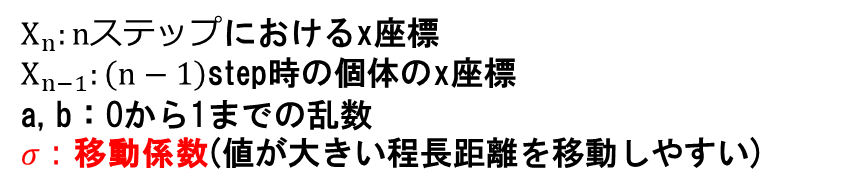 Xₙ:nステップにおけるx座標
Xₙ₋₁:(n − 1)step時の個体のx座標
a, b：0から1までの乱数
σ：移動係数(値が大きい程長距離を移動しやすい)